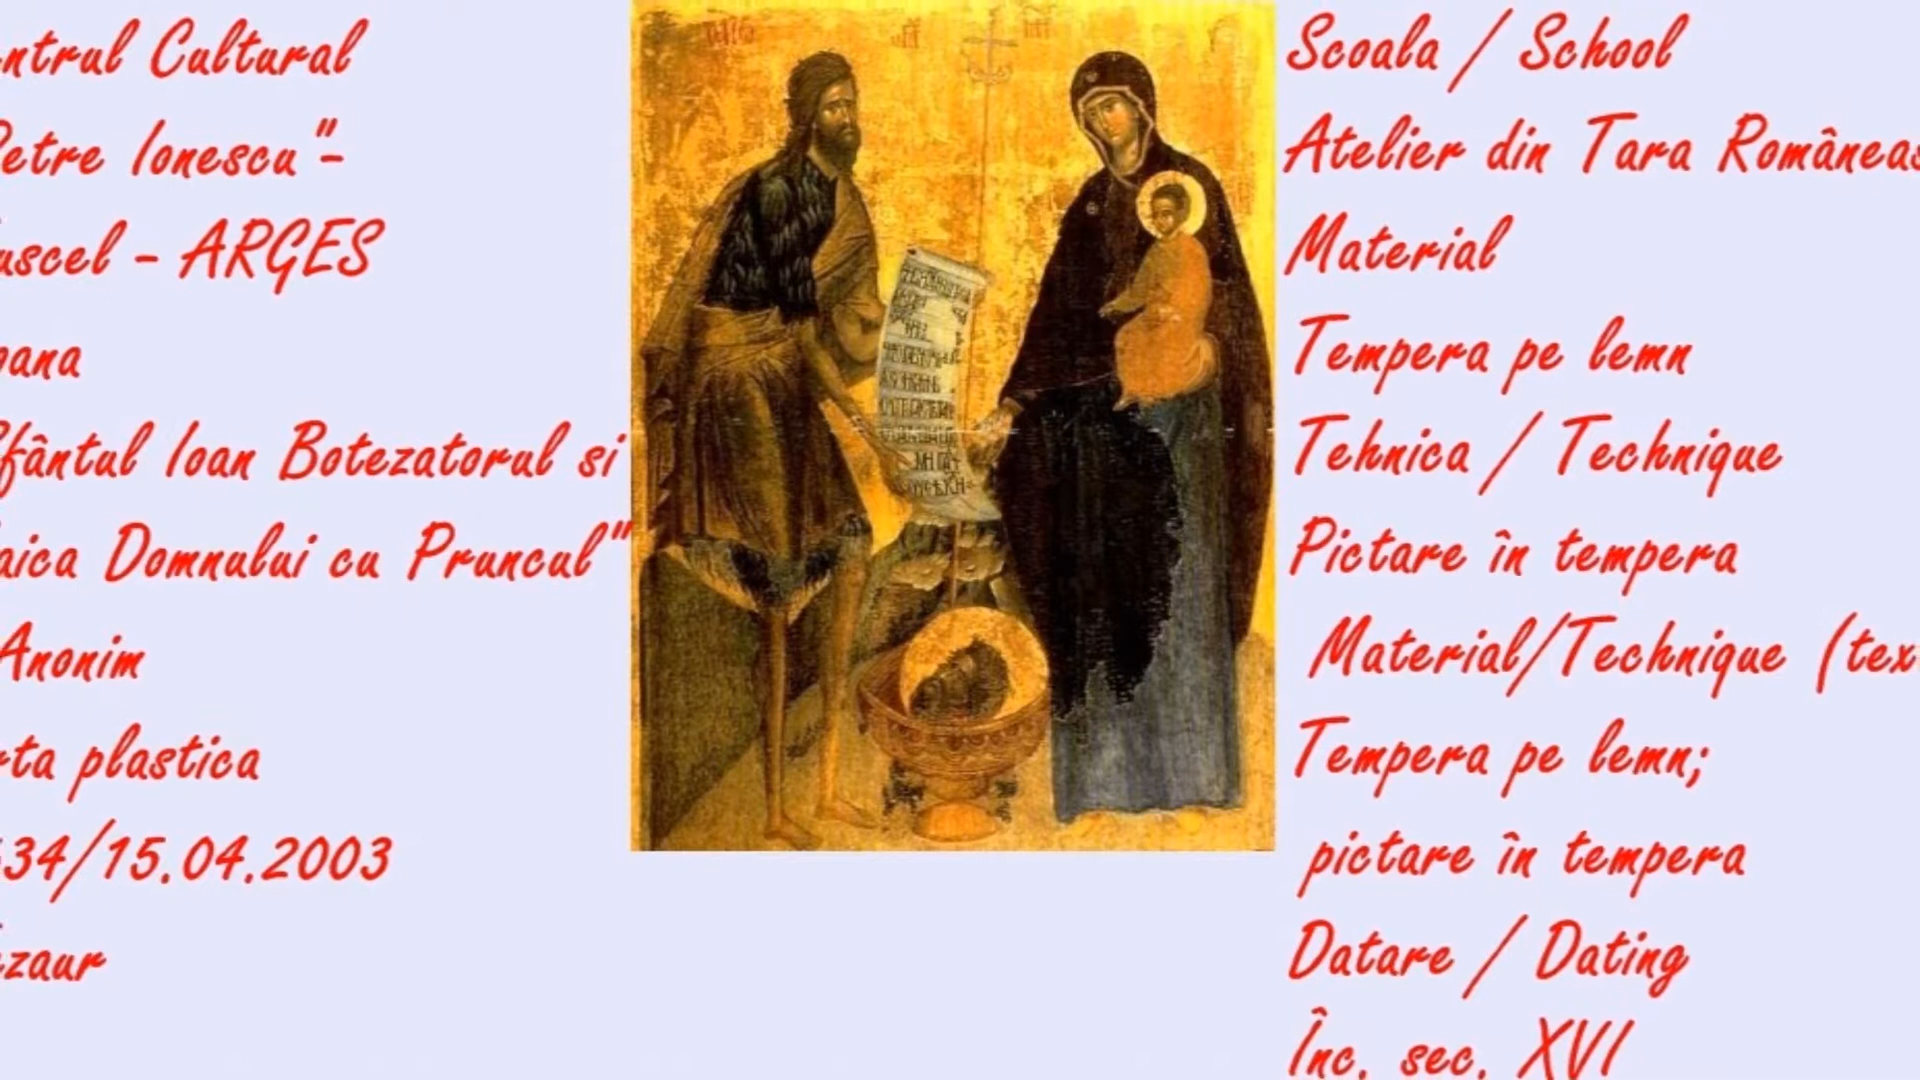 ntrul Cultural
Petre Ionescu"-
uscel - ARGES
oana
Sfântul Ioan Botezatorul si
aica Domnului cu Pruncul"
Anonim
rta plastica
34/15.04.2003
ezaur
Scoala / School
Atelier din Tara Româneas
Material
Tempera pe lemn
Tehnica / Technique
Pictare în tempera
Material/Technique (tex
Tempera pe lemn;
pictare în tempera
Datare / Dating
Înc. sec. XVI